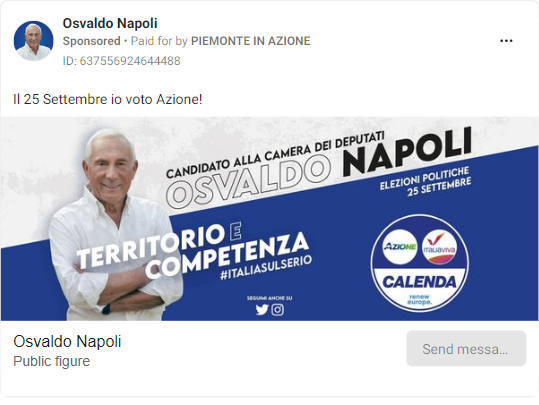 Osvaldo Napoli
Sponsored • Paid for by PIEMONTE IN AZIONE
ID: 637556924644488
Il 25 Settembre io voto Azione!
CANDIDATO ALLA CAMERA DEI DEPUTATI
OSVALDO NAPOLI
ELEZIONI POLITICHE
25 SETTEMBRE
TERRITORIO E
COMPETENZA
#ITALIASULSERIO
SEGUIMI ANCHE SU
AZIONE
ITALIAVIVA
CALENDA
renew
europe.
Osvaldo Napoli
Public figure
Send messa...